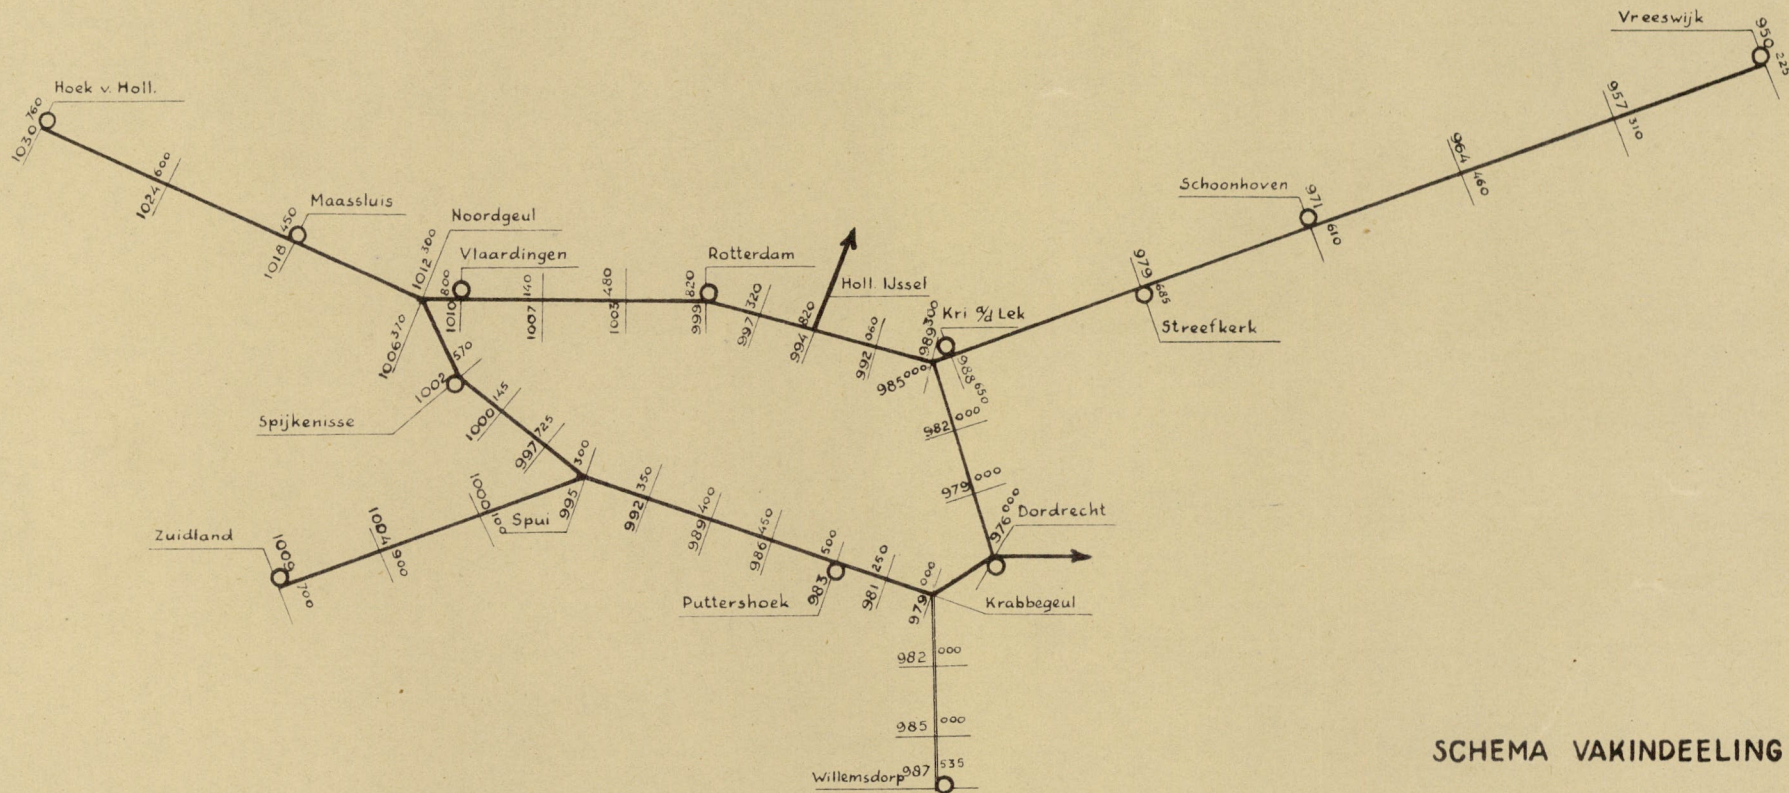 Vreeswijk
950 225
957 310
964 460
Schoonhoven
971 610
979 685
Streefkerk
Hoek v. Holl.
1030 760
1024 600
Maassluis
1018 450
Noordgeul
1012 300
Vlaardingen
1010 800
1007 140
1003 480
Rotterdam
999 820
997 320
Holl. IJssel
994 820
992 060
989 300
Kri a/d Lek
988 650
985 000
982 000
979 000
976 000
Dordrecht
1006 370
1002 570
Spijkenisse
1000 145
997 725
995 300
Spui
1000 100
1004 900
Zuidland
1009 700
992 350
989 400
986 450
983 500
Puttershoek
981 250
979 000
Krabbegeul
982 000
985 000
Willemsdorp 987 535
SCHEMA VAKINDEELING